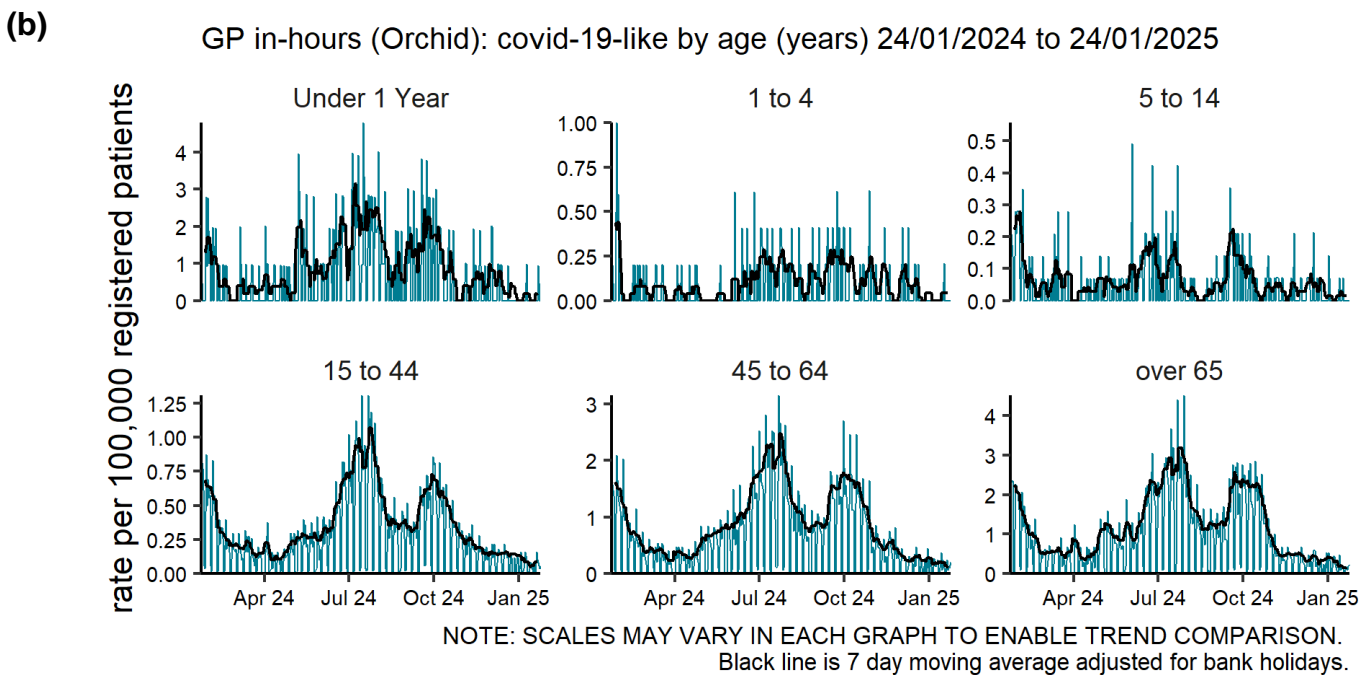 (b)
GP in-hours (Orchid): covid-19-like by age (years) 24/01/2024 to 24/01/2025
rate per 100,000 registered patients
Under 1 Year
4
3
2
1
0
1 to 4
1.00
0.75
0.50
0.25
0.00
5 to 14
0.5
0.4
0.3
0.2
0.1
0.0
15 to 44
1.25
1.00
0.75
0.50
0.25
0.00
Apr 24 Jul 24 Oct 24 Jan 25
45 to 64
3
2
1
0
Apr 24 Jul 24 Oct 24 Jan 25
over 65
4
3
2
1
0
Apr 24 Jul 24 Oct 24 Jan 25
NOTE: SCALES MAY VARY IN EACH GRAPH TO ENABLE TREND COMPARISON.
Black line is 7 day moving average adjusted for bank holidays.